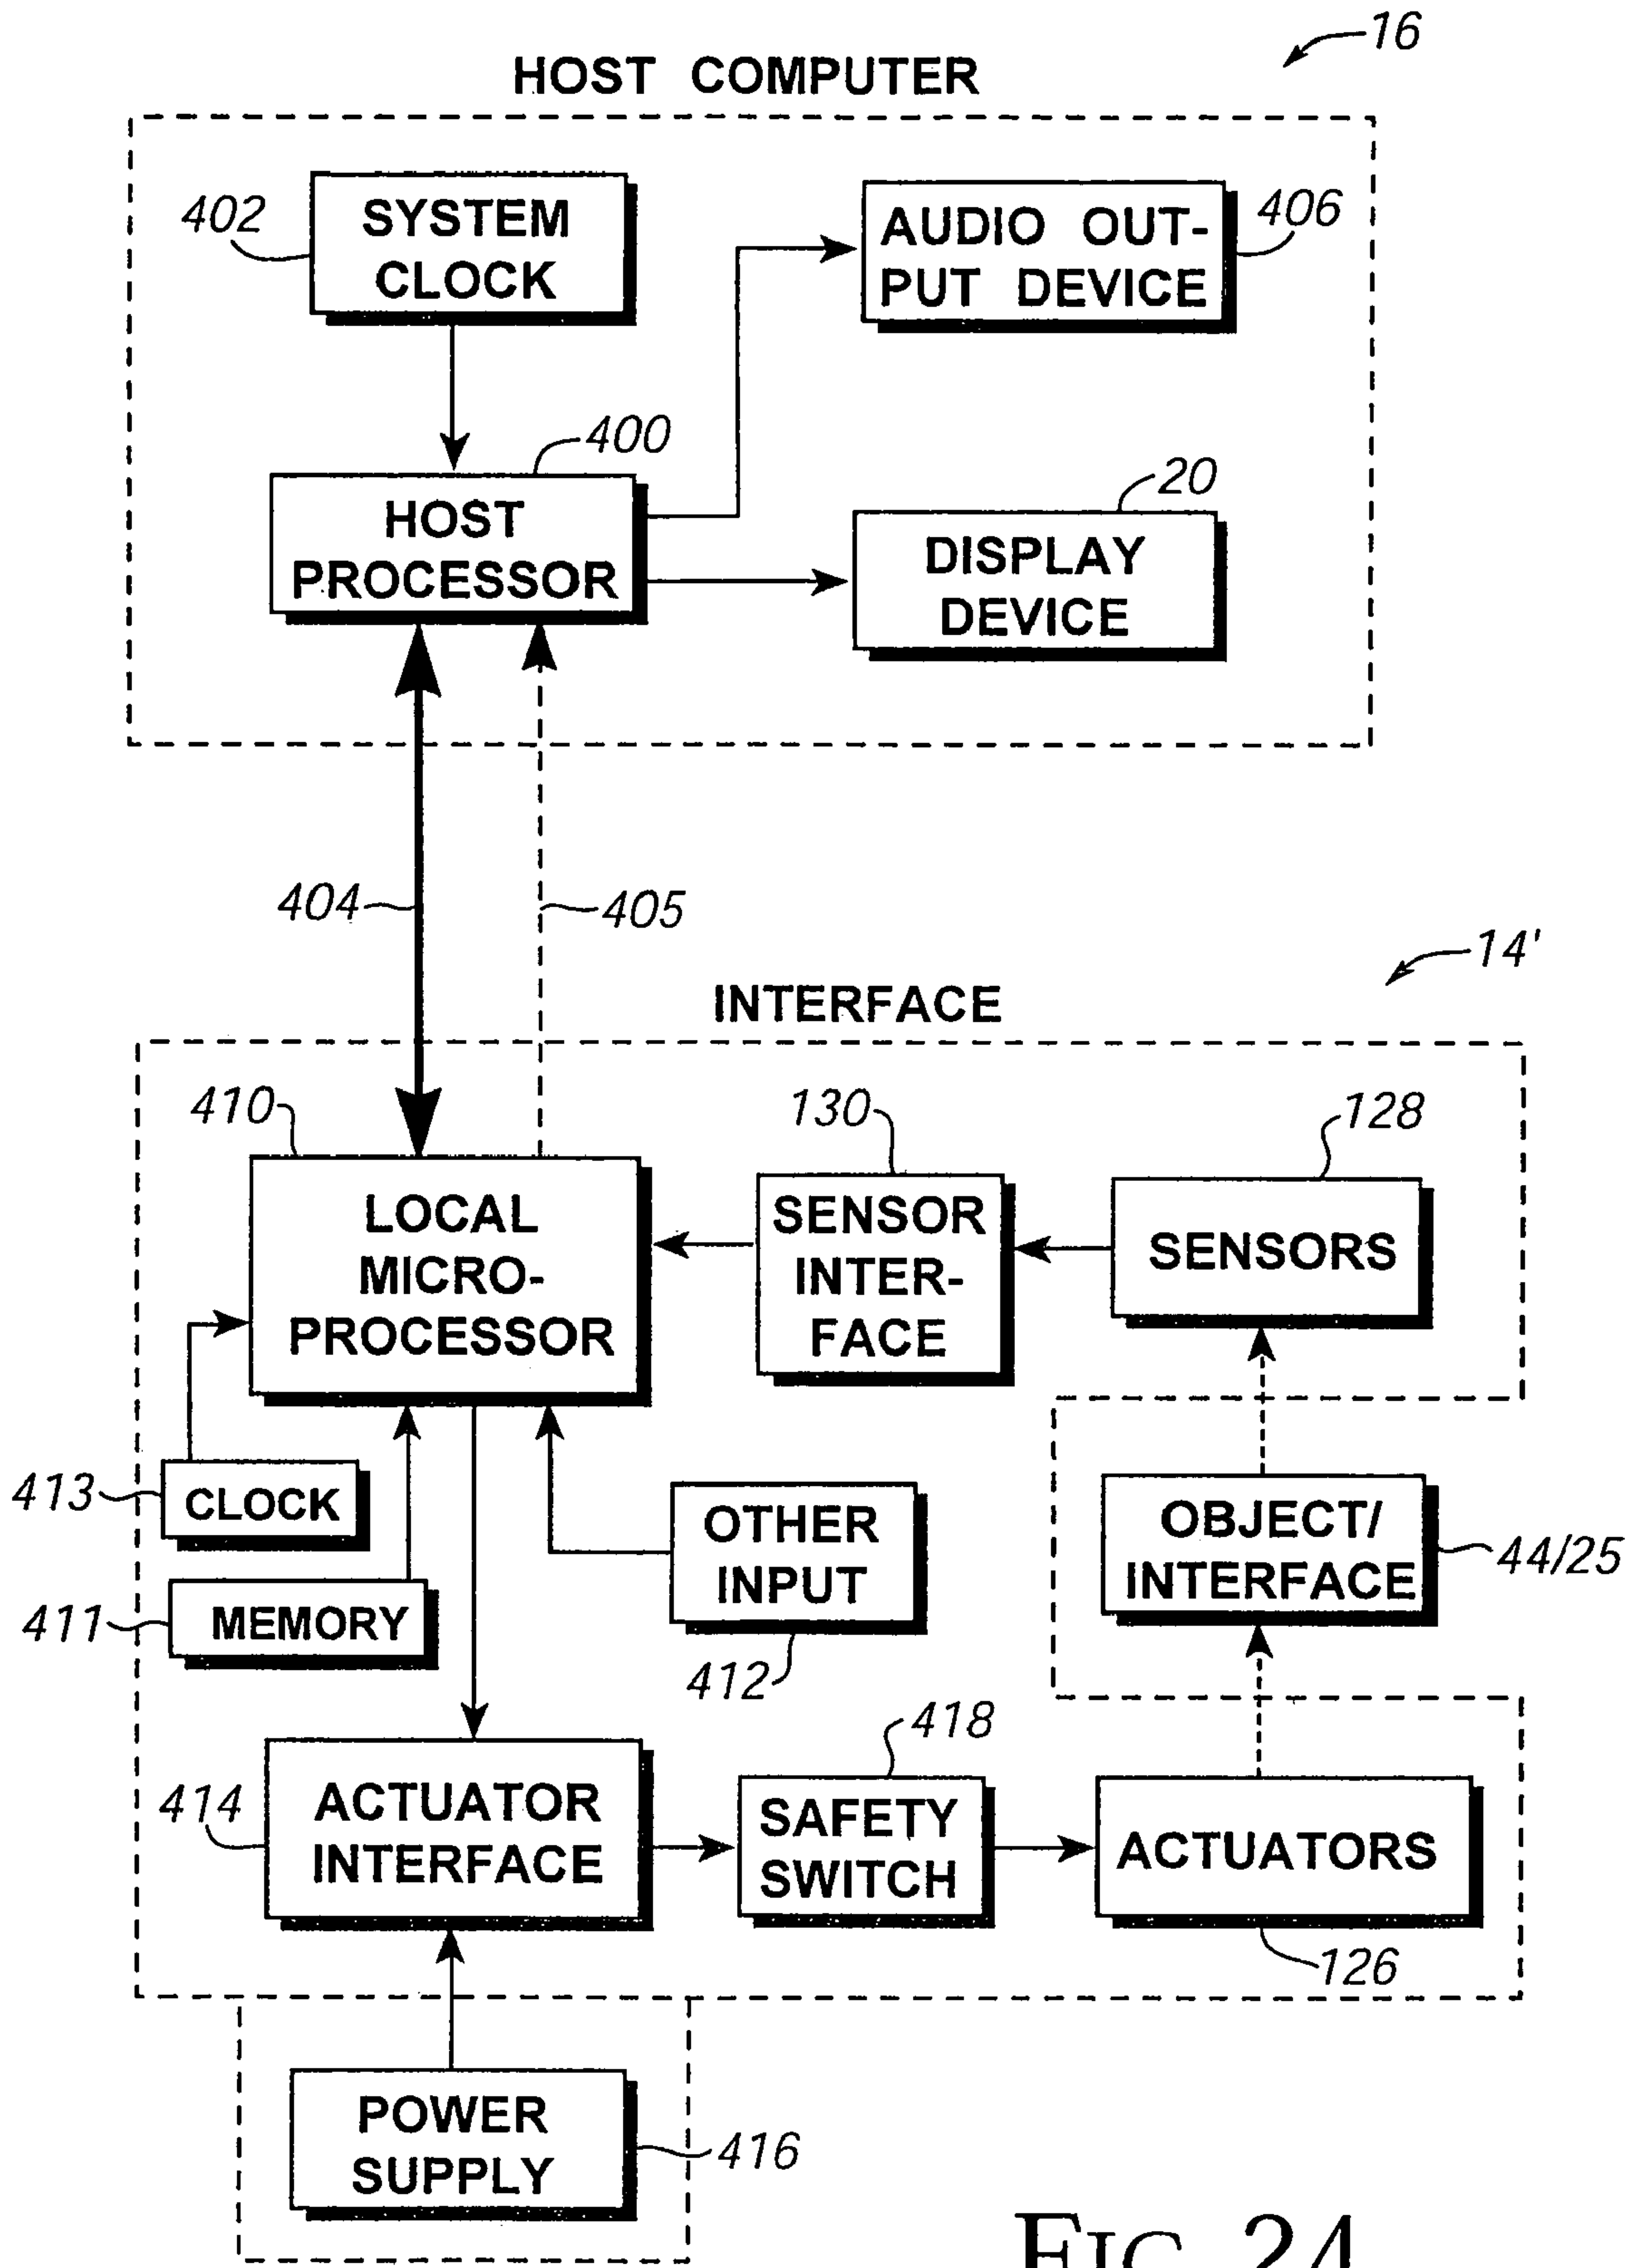 16
HOST COMPUTER
402
SYSTEM
CLOCK
AUDIO OUT-
PUT DEVICE
406
400
HOST
PROCESSOR
20
DISPLAY
DEVICE
404
405
14'
INTERFACE
410
LOCAL
MICRO-
PROCESSOR
130
SENSOR
INTER-
FACE
128
SENSORS
413
CLOCK
411
MEMORY
OTHER
INPUT
412
OBJECT/
INTERFACE
44/25
414
ACTUATOR
INTERFACE
418
SAFETY
SWITCH
ACTUATORS
126
POWER
SUPPLY
416
FIG. 24